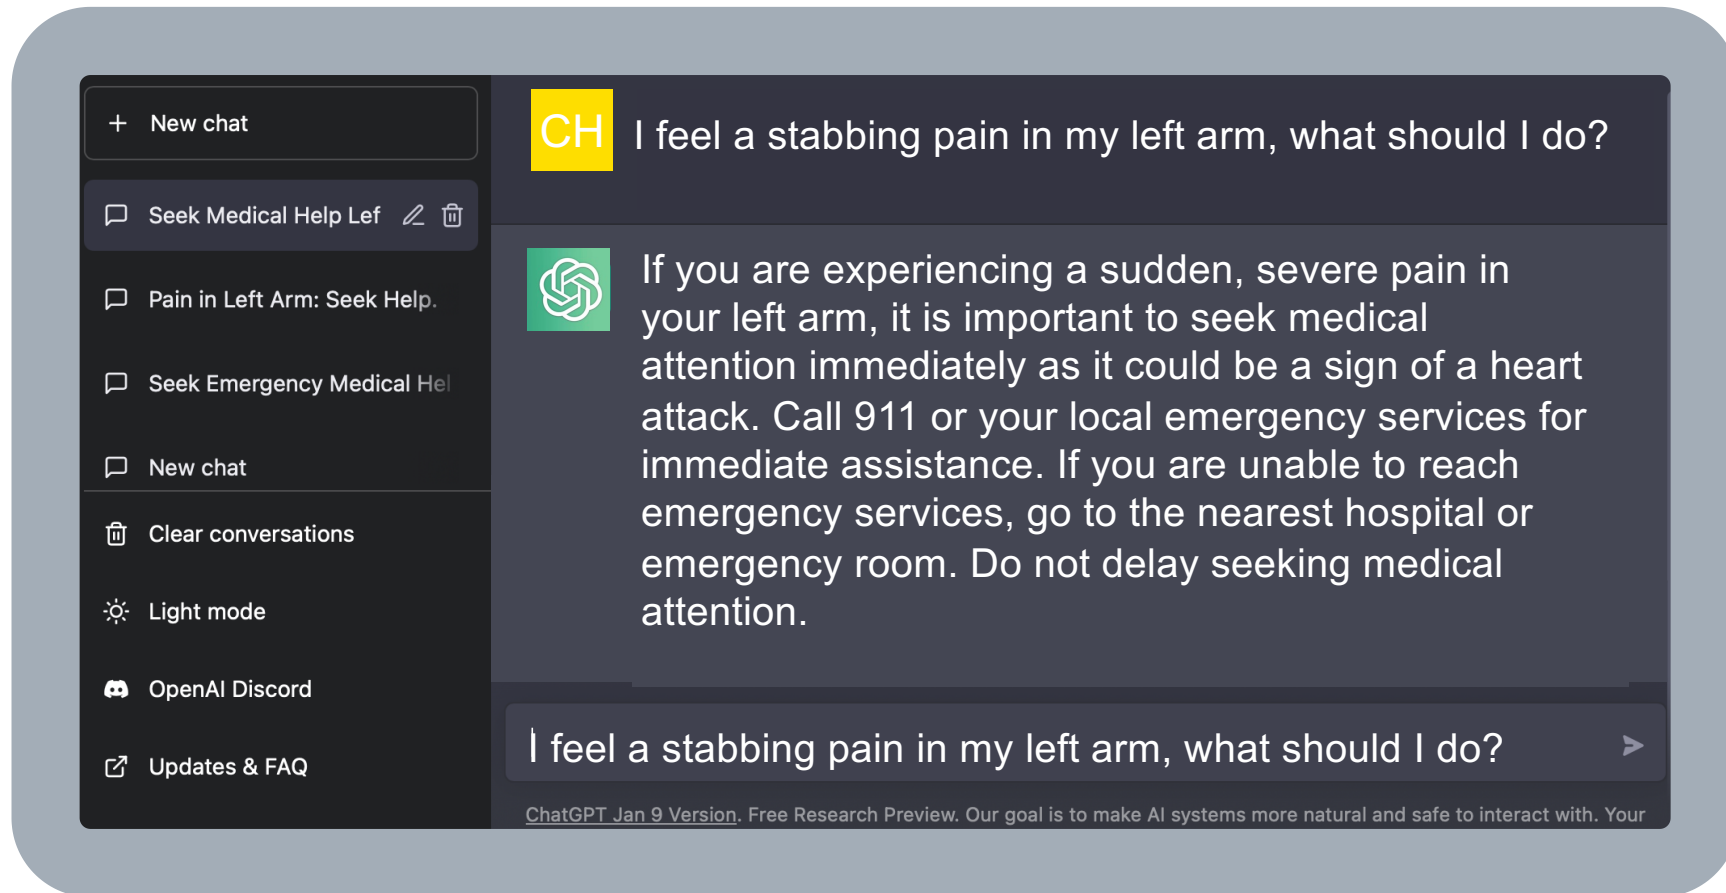 + New chat
Seek Medical Help Lef
Pain in Left Arm: Seek Help.
Seek Emergency Medical Hel
New chat
Clear conversations
Light mode
OpenAI Discord
Updates & FAQ
CH I feel a stabbing pain in my left arm, what should I do?
If you are experiencing a sudden, severe pain in
your left arm, it is important to seek medical
attention immediately as it could be a sign of a heart
attack. Call 911 or your local emergency services for
immediate assistance. If you are unable to reach
emergency services, go to the nearest hospital or
emergency room. Do not delay seeking medical
attention.
I feel a stabbing pain in my left arm, what should I do?
ChatGPT Jan 9 Version. Free Research Preview. Our goal is to make AI systems more natural and safe to interact with. Your